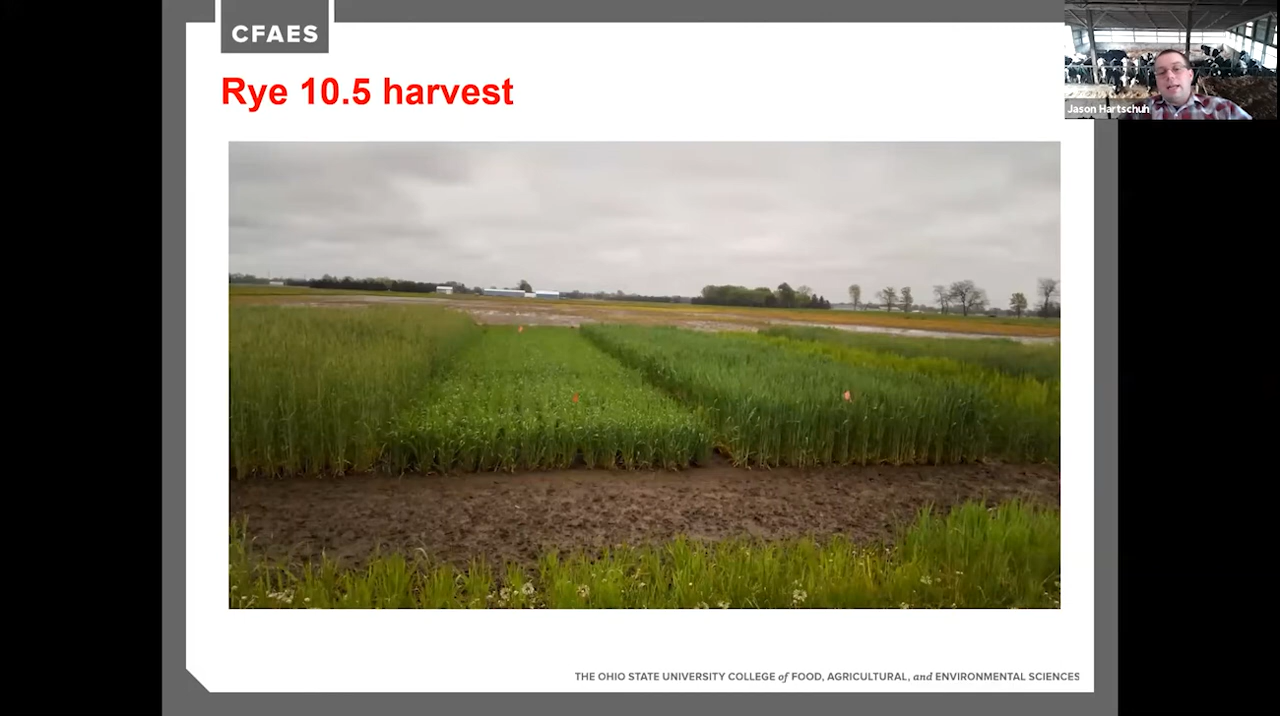 CFAES
Rye 10.5 harvest
Jason Hartschuh
THE OHIO STATE UNIVERSITY COLLEGE of FOOD, AGRICULTURAL, and ENVIRONMENTAL SCIENCES